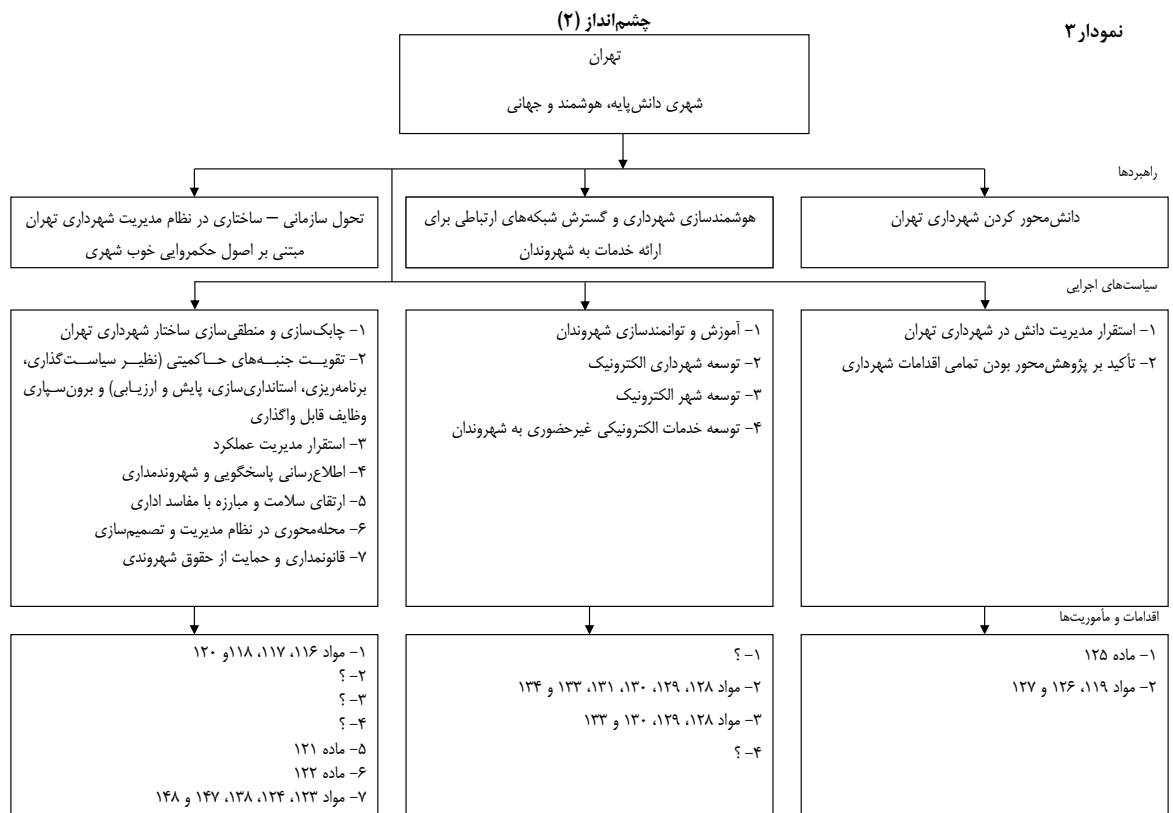 نمودار ۳
چشم‌انداز (۲)
تهران
شهری دانش‌پایه، هوشمند و جهانی
راهبردها
دانش‌محور کردن شهرداری تهران
هوشمندسازی شهرداری و گسترش شبکه‌های ارتباطی برای
ارائه خدمات به شهروندان
تحول سازمانی – ساختاری در نظام مدیریت شهرداری تهران
مبتنی بر اصول حکمروایی خوب شهری
سیاست‌های اجرایی
۱- استقرار مدیریت دانش در شهرداری تهران
۲- تأکید بر پژوهش‌محور بودن تمامی اقدامات شهرداری
۱- آموزش و توانمندسازی شهروندان
۲- توسعه شهرداری الکترونیک
۳- توسعه شهر الکترونیک
۴- توسعه خدمات الکترونیکی غیرحضوری به شهروندان
۱- چابک‌سازی و منطقی‌سازی ساختار شهرداری تهران
۲- تقویت جنبه‌های حاکمیتی (نظیر سیاست‌گذاری،
برنامه‌ریزی، استانداری‌سازی، پایش و ارزیابی) و برون‌سپاری
وظایف قابل واگذاری
۳- استقرار مدیریت عملکرد
۴- اطلاع‌رسانی پاسخگویی و شهروندمداری
۵- ارتقای سلامت و مبارزه با مفاسد اداری
۶- محله‌محوری در نظام مدیریت و تصمیم‌سازی
۷- قانونمداری و حمایت از حقوق شهروندی
اقدامات و مأموریت‌ها
۱- ماده ۱۲۵
۲- مواد ۱۱۹، ۱۲۶ و ۱۲۷
۱- ؟
۲- مواد ۱۲۸، ۱۲۹، ۱۳۰، ۱۳۱، ۱۳۳ و ۱۳۴
۳- مواد ۱۲۸، ۱۲۹، ۱۳۰ و ۱۳۳
۴- ؟
۱- مواد ۱۱۶، ۱۱۷، ۱۱۸و ۱۲۰
۲- ؟
۳- ؟
۴- ؟
۵- ماده ۱۲۱
۶- ماده ۱۲۲
۷- مواد ۱۲۳، ۱۲۴، ۱۳۸، ۱۴۷ و ۱۴۸